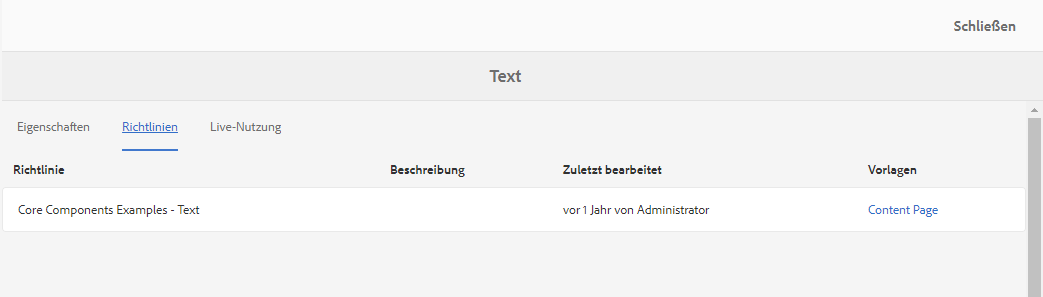 Schließen
Text
Eigenschaften Richtlinien Live-Nutzung
Richtlinie Beschreibung Zuletzt bearbeitet Vorlagen
Core Components Examples - Text vor 1 Jahr von Administrator Content Page